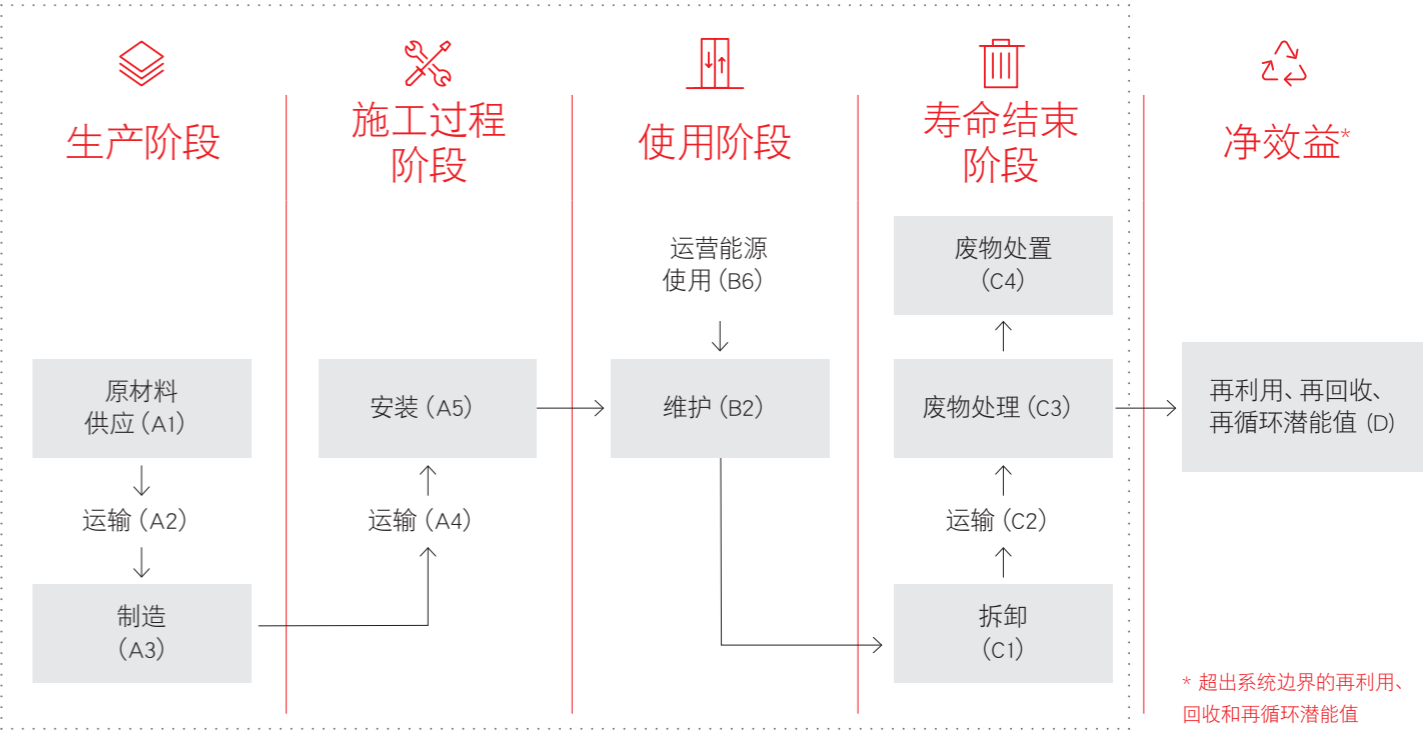 生产阶段
原材料
供应 (A1)
运输 (A2)
制造
(A3)
施工过程
阶段
安装 (A5)
运输 (A4)
使用阶段
运营能源
使用 (B6)
维护 (B2)
寿命结束
阶段
废物处置
(C4)
废物处理 (C3)
运输 (C2)
拆卸
(C1)
净效益*
再利用、再回收、
再循环潜能值 (D)
* 超出系统边界的再利用、
回收和再循环潜能值